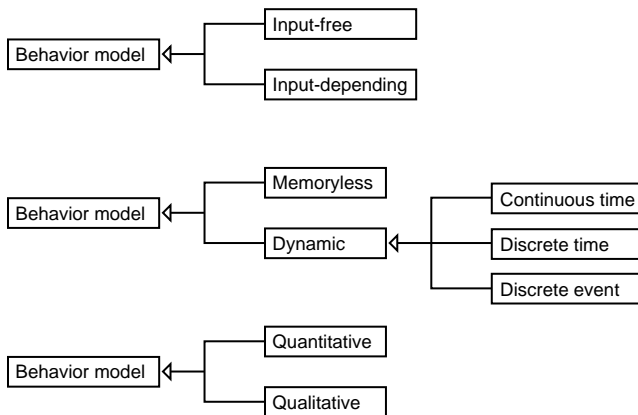 Input-free
Behavior model
Input-depending
Memoryless
Continuous time
Behavior model
Dynamic
Discrete time
Discrete event
Quantitative
Behavior model
Qualitative